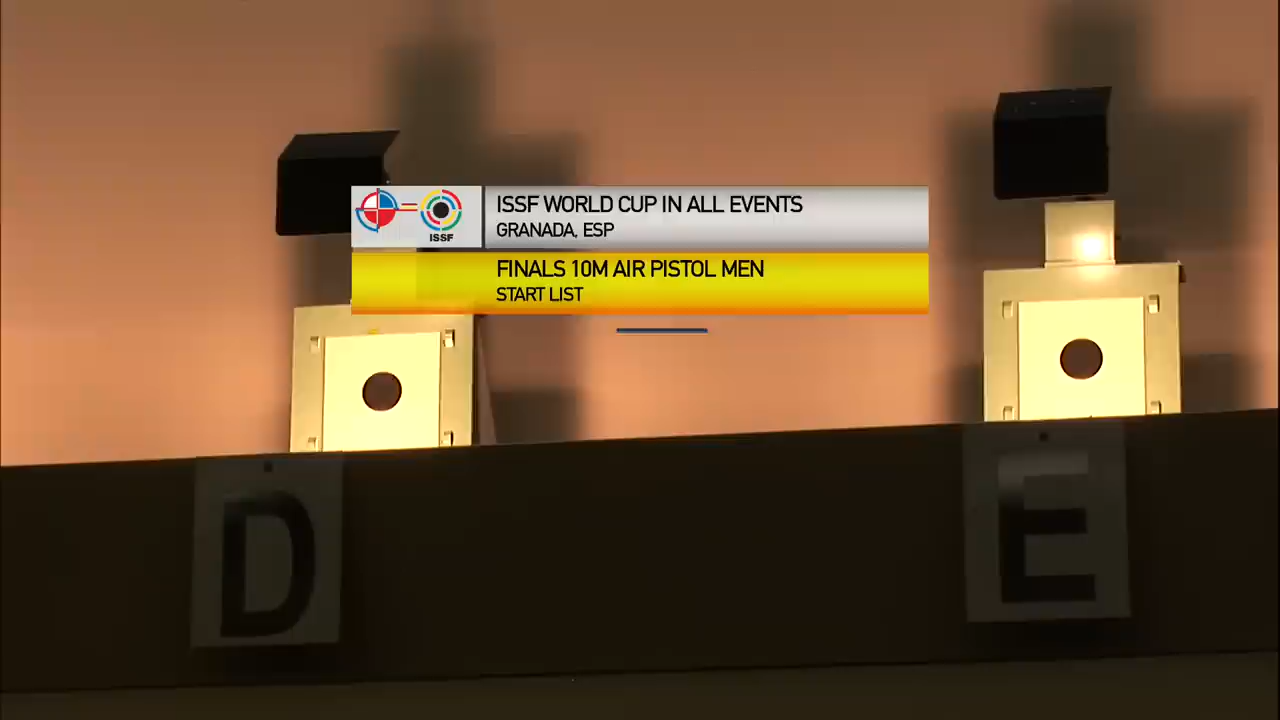 ISSF WORLD CUP IN ALL EVENTS
GRANADA, ESP
ISSF
FINALS 10M AIR PISTOL MEN
START LIST
D
E